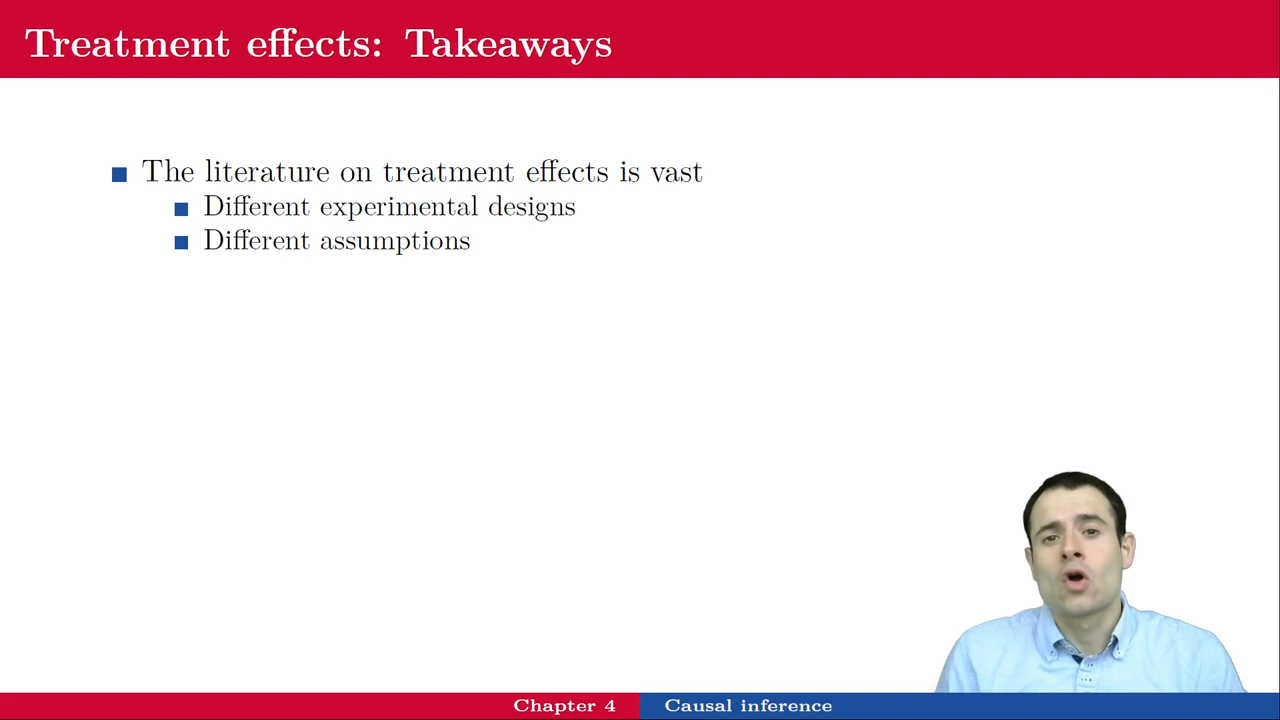 Treatment effects: Takeaways
The literature on treatment effects is vast
Different experimental designs
Different assumptions
Chapter 4
Causal inference